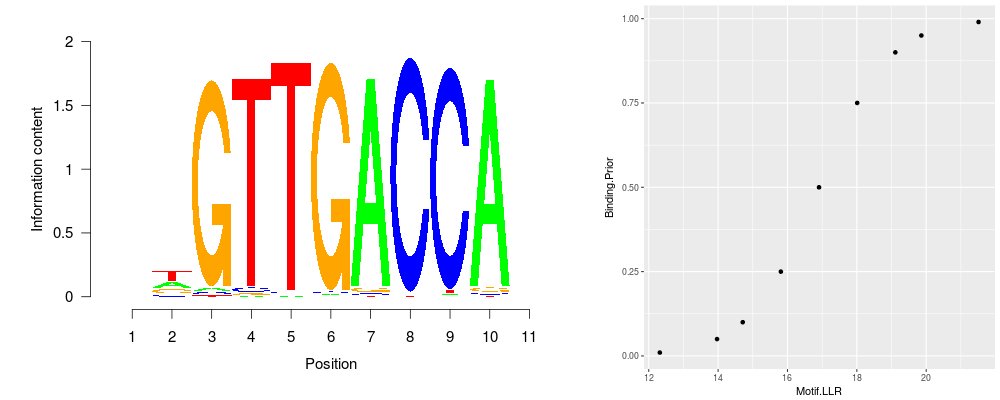 2
1.5
1
0.5
0
Information content
T
GTTGACCA
1 2 3 4 5 6 7 8 9 10 11
Position
1.00
0.75
0.50
0.25
0.00
Binding.Prior
12 14 16 18 20
Motif.LLR